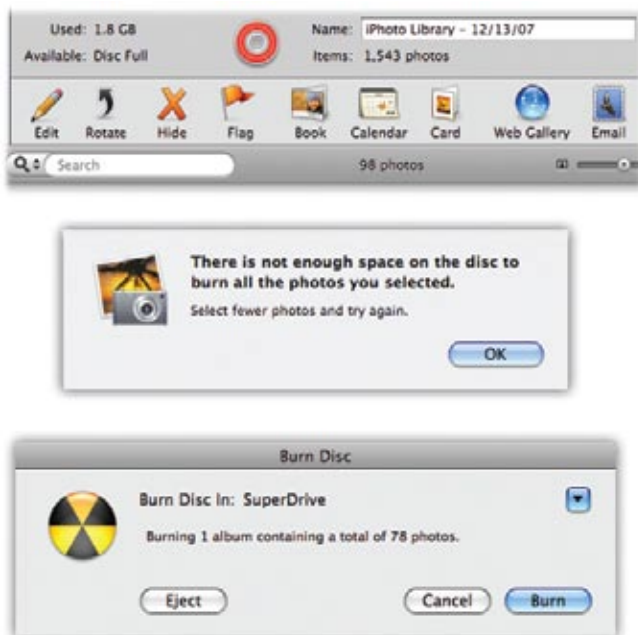 Used: 1.8 GB
Name: iPhoto Library - 12/13/07
Available: Disc Full
Items: 1,543 photos
Edit Rotate Hide Flag Book Calendar Card Web Gallery Email
Search 98 photos
There is not enough space on the disc to
burn all the photos you selected.
Select fewer photos and try again.
OK
Burn Disc
Burn Disc In: SuperDrive
Burning 1 album containing a total of 78 photos.
Eject Cancel Burn